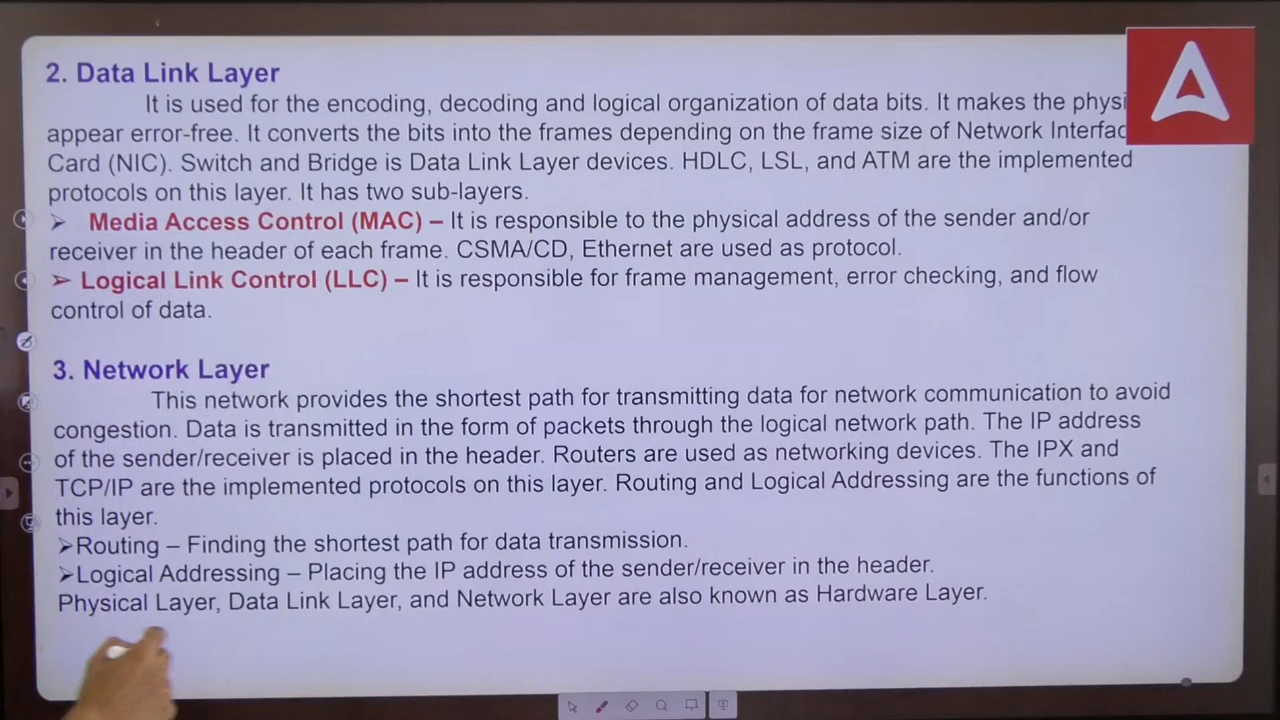 2. Data Link Layer
It is used for the encoding, decoding and logical organization of data bits. It makes the
appear error-free. It converts the bits into the frames depending on the frame size of Network
Card (NIC). Switch and Bridge is Data Link Layer devices. HDLC, LSL, and ATM are the implemented
protocols on this layer. It has two sub-layers.
➢ Media Access Control (MAC) – It is responsible to the physical address of the sender and/or
receiver in the header of each frame. CSMA/CD, Ethernet are used as protocol.
➢ Logical Link Control (LLC) – It is responsible for frame management, error checking, and flow
control of data.
3. Network Layer
This network provides the shortest path for transmitting data for network communication to avoid
congestion. Data is transmitted in the form of packets through the logical network path. The IP address
of the sender/receiver is placed in the header. Routers are used as networking devices. The IPX and
TCP/IP are the implemented protocols on this layer. Routing and Logical Addressing are the functions of
this layer.
➢Routing – Finding the shortest path for data transmission.
➢Logical Addressing – Placing the IP address of the sender/receiver in the header.
Physical Layer, Data Link Layer, and Network Layer are also known as Hardware Layer.